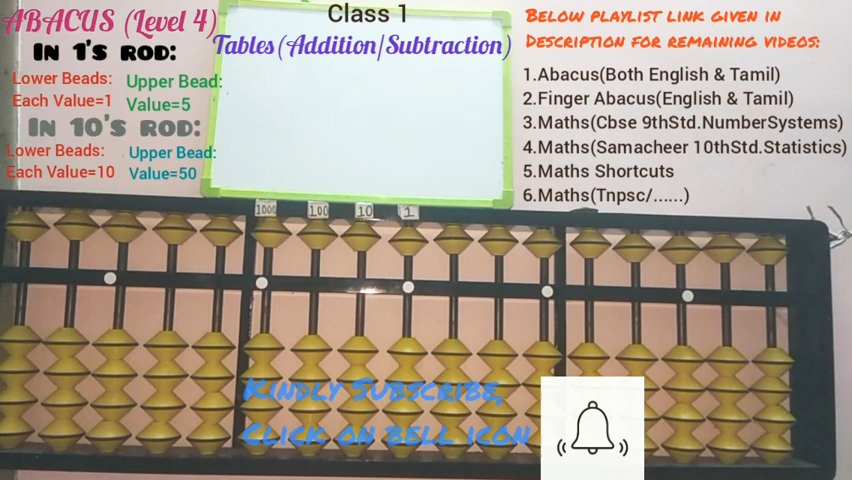 ABACUS (Level 4)
In 1's rod:
Lower Beads:
Each Value=1
Upper Bead:
Value=5
In 10's rod:
Lower Beads:
Each Value=10
Upper Bead:
Value=50
Class 1
Tables(Addition/Subtraction)
Below playlist link given in
Description for remaining videos:
1.Abacus(Both English & Tamil)
2.Finger Abacus(English & Tamil)
3.Maths(Cbse 9thStd.NumberSystems)
4.Maths(Samacheer 10thStd.Statistics)
5.Maths Shortcuts
6.Maths(Tnpsc/......)
1000 100 10 1
Kindly Subscribe,
Click on bell icon